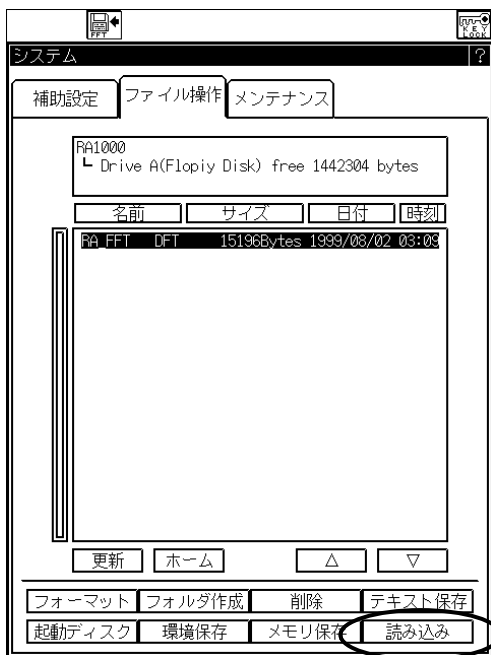 FFT KEY LOCK
システム ?
補助設定 ファイル操作 メンテナンス
RA1000
Drive A(Flopiy Disk) free 1442304 bytes
名前 サイズ 日付 時刻
RA_FFT DFT 15196Bytes 1999/08/02 03:09
更新 ホーム △ ▽
フォーマット フォルダ作成 削除 テキスト保存
起動ディスク 環境保存 メモリ保存 読み込み